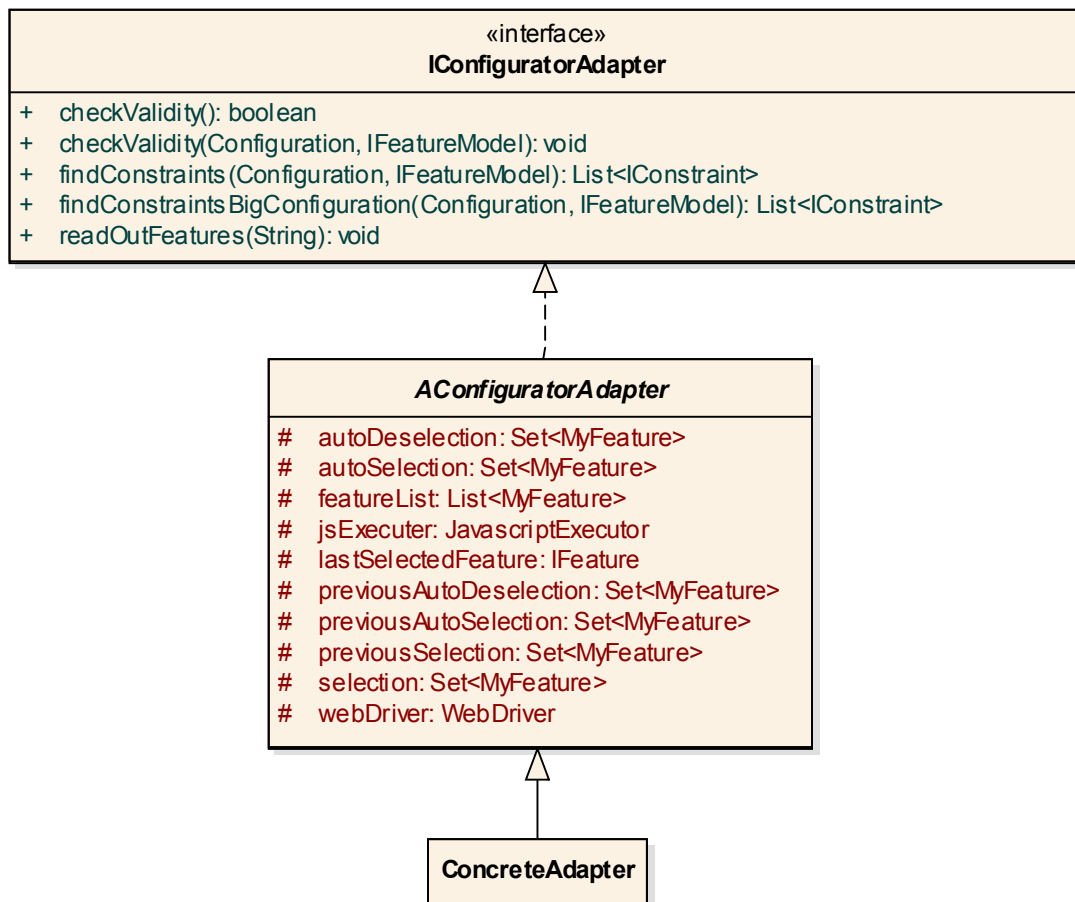 «interface»
IConfiguratorAdapter
+ checkValidity(): boolean
+ checkValidity(Configuration, IFeatureModel): void
+ findConstraints(Configuration, IFeatureModel): List<IConstraint>
+ findConstraintsBigConfiguration(Configuration, IFeatureModel): List<IConstraint>
+ readOutFeatures(String): void
AConfiguratorAdapter
# autoDeselection: Set<MyFeature>
# autoSelection: Set<MyFeature>
# featureList: List<MyFeature>
# jsExecuter: JavascriptExecutor
# lastSelectedFeature: IFeature
# previousAutoDeselection: Set<MyFeature>
# previousAutoSelection: Set<MyFeature>
# previousSelection: Set<MyFeature>
# selection: Set<MyFeature>
# webDriver: WebDriver
ConcreteAdapter